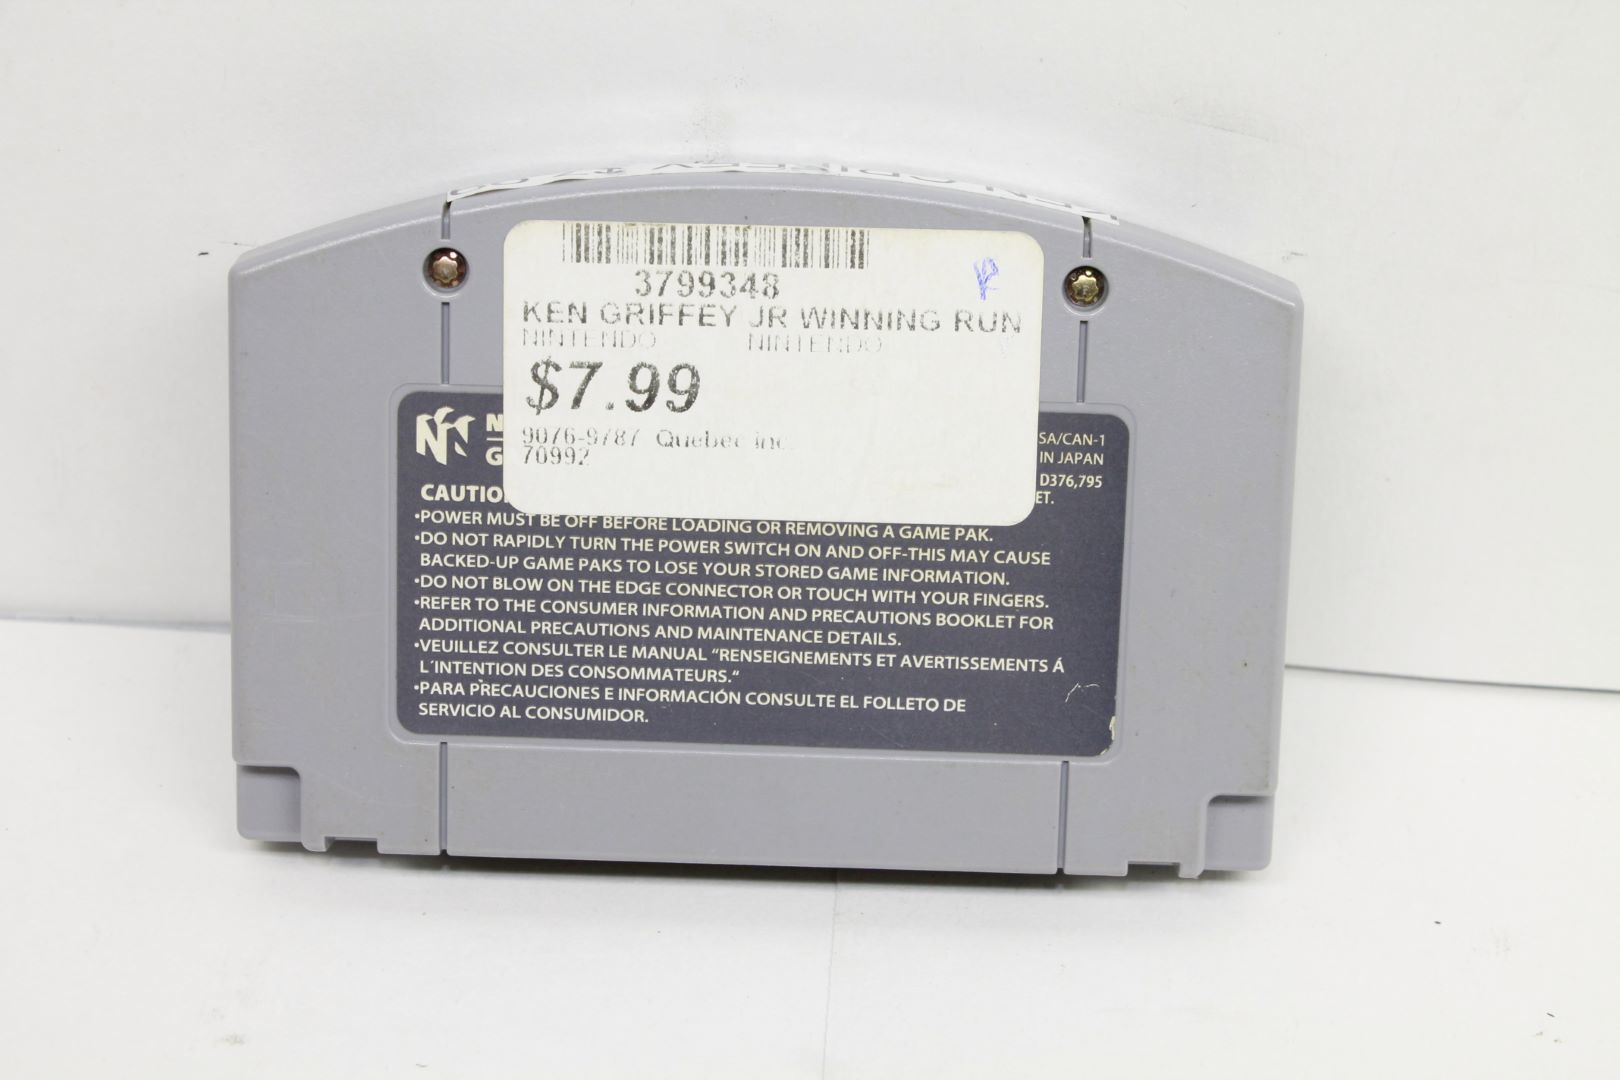 3799348
KEN GRIFFEY JR WINNING RUN
NINTENDO NINTENDO
$7.99
9076-9787 Quebec inc.
70992
SA/CAN-1
IN JAPAN
D376,795
ET.
CAUTIO
•POWER MUST BE OFF BEFORE LOADING OR REMOVING A GAME PAK.
•DO NOT RAPIDLY TURN THE POWER SWITCH ON AND OFF-THIS MAY CAUSE
BACKED-UP GAME PAKS TO LOSE YOUR STORED GAME INFORMATION.
•DO NOT BLOW ON THE EDGE CONNECTOR OR TOUCH WITH YOUR FINGERS.
•REFER TO THE CONSUMER INFORMATION AND PRECAUTIONS BOOKLET FOR
ADDITIONAL PRECAUTIONS AND MAINTENANCE DETAILS.
•VEUILLEZ CONSULTER LE MANUAL "RENSEIGNEMENTS ET AVERTISSEMENTS Á
L´INTENTION DES CONSOMMATEURS."
•PARA PRECAUCIONES E INFORMACIÓN CONSULTE EL FOLLETO DE
SERVICIO AL CONSUMIDOR.